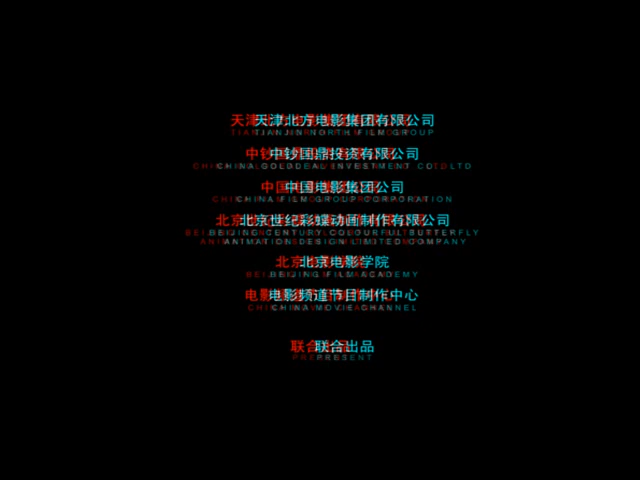 天津北方电影集团有限公司
TIANJIN NORTH FILM GROUP
中钞国鼎投资有限公司
CHINA GOLDDEAL INVESTMENT CO LTD
中国电影集团公司
CHINA FILM GROUP CORPORATION
北京世纪彩蝶动画制作有限公司
BEIJING CENTURY COLOURFULBUTTERFLY
ANIMATION DESIGN LIMITED COMPANY
北京电影学院
BEIJING FILM ACADEMY
电影频道节目制作中心
CHINA MOVIE CHANNEL
联合出品
PRESENT